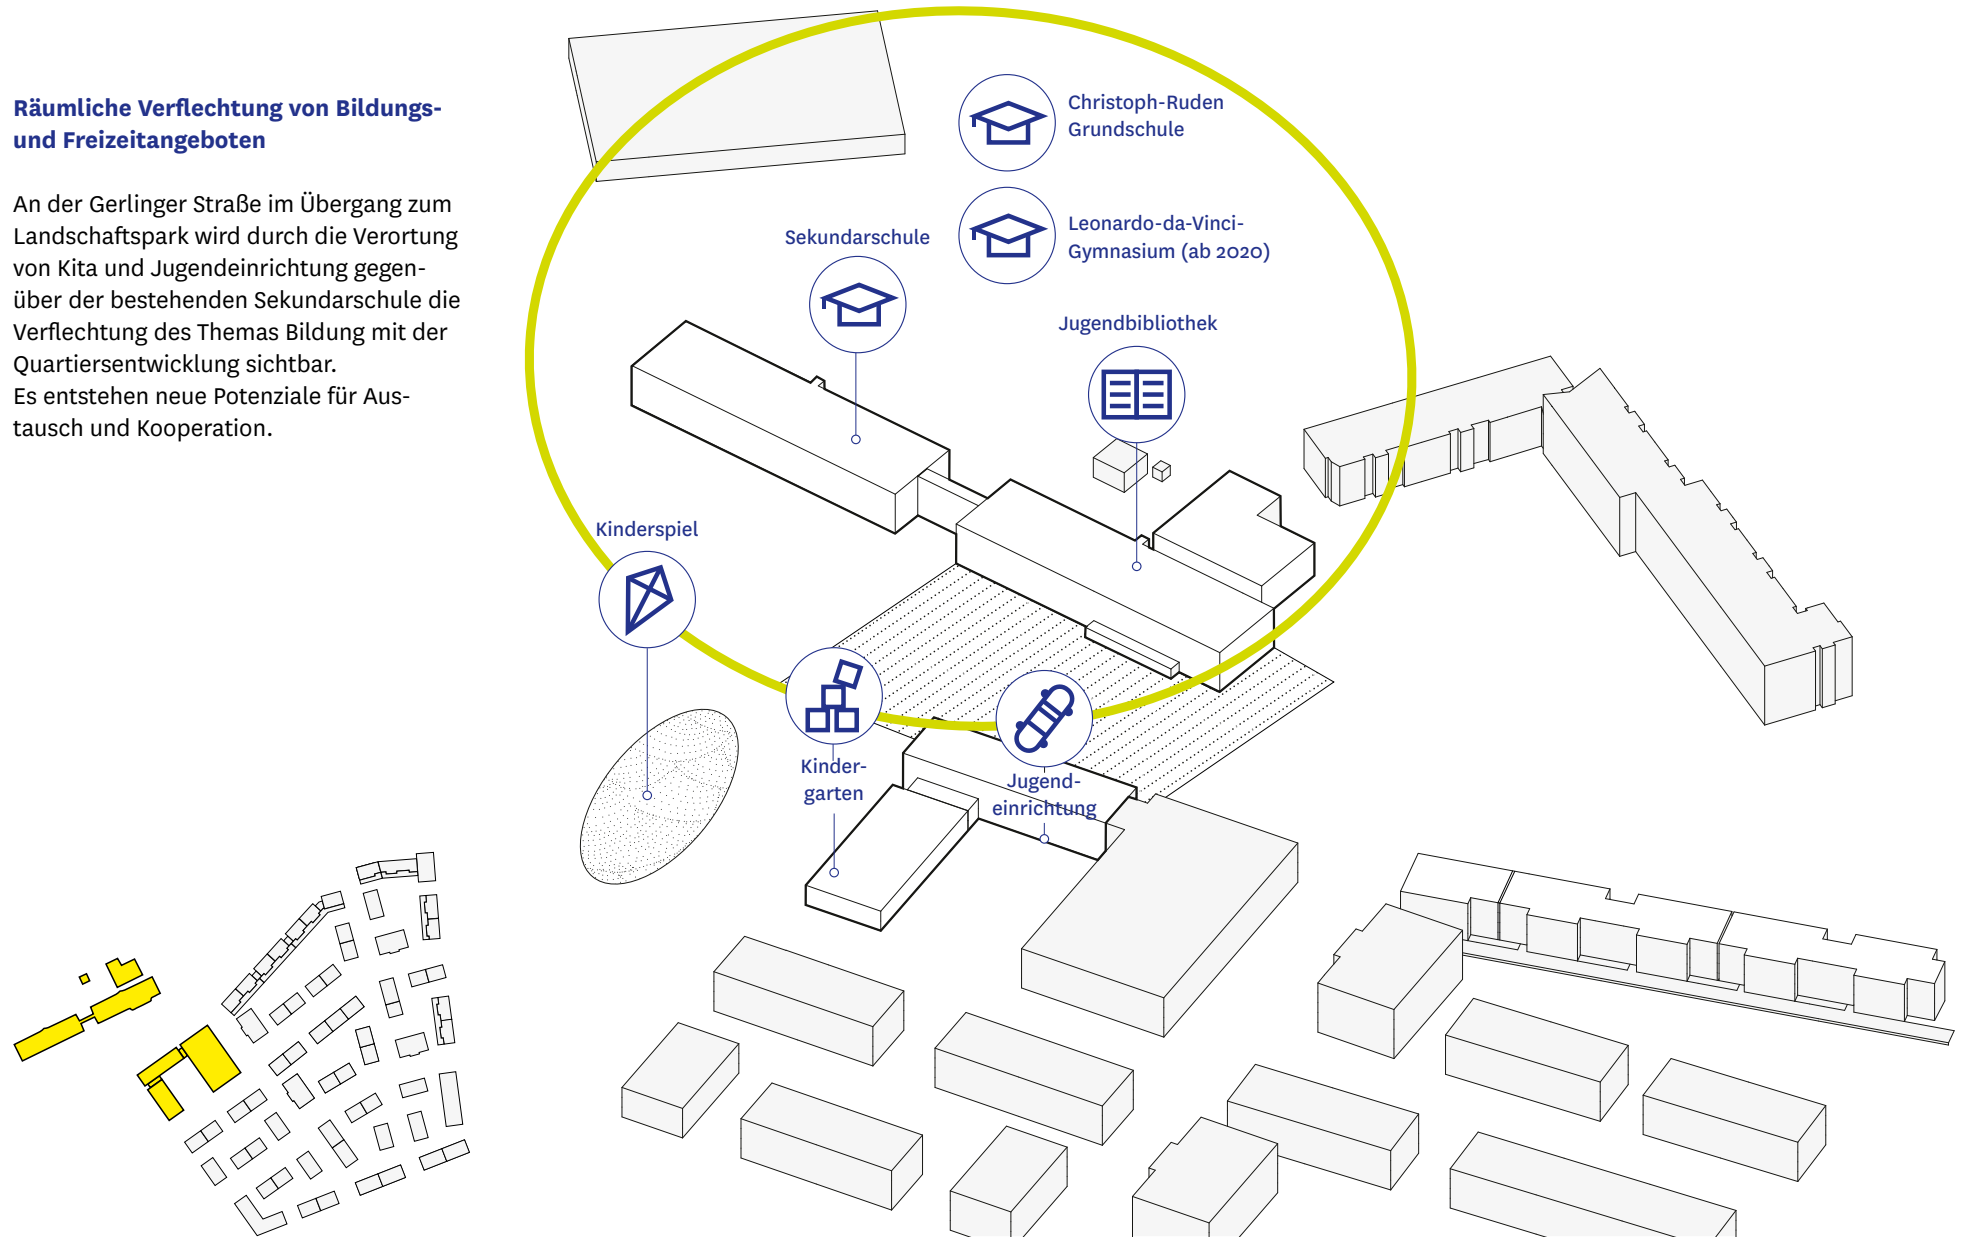 Räumliche Verflechtung von Bildungs-
und Freizeitangeboten
An der Gerlinger Straße im Übergang zum
Landschaftspark wird durch die Verortung
von Kita und Jugendeinrichtung gegen-
über der bestehenden Sekundarschule die
Verflechtung des Themas Bildung mit der
Quartiersentwicklung sichtbar.
Es entstehen neue Potenziale für Aus-
tausch und Kooperation.
Christoph-Ruden
Grundschule
Leonardo-da-Vinci-
Gymnasium (ab 2020)
Sekundarschule
Jugendbibliothek
Kinderspiel
Kinder-
garten
Jugend-
einrichtung